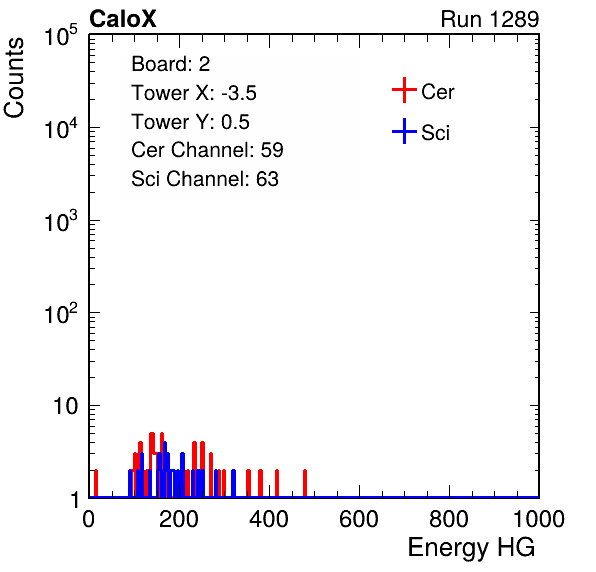 CaloX Run 1289
Counts
Board: 2
Tower X: -3.5
Tower Y: 0.5
Cer Channel: 59
Sci Channel: 63
Cer
Sci
10^5
10^4
10^3
10^2
10
1
0 200 400 600 800 1000
Energy HG